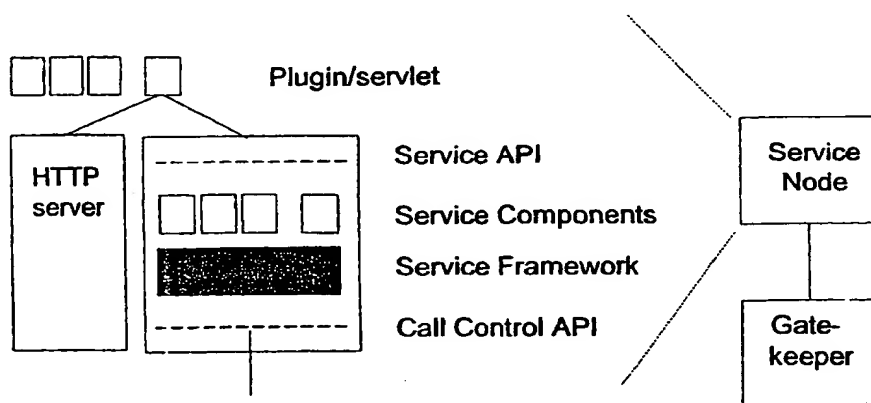 Plugin/servlet
HTTP
server
Service API
Service Components
Service Framework
Call Control API
Service
Node
Gate-
keeper